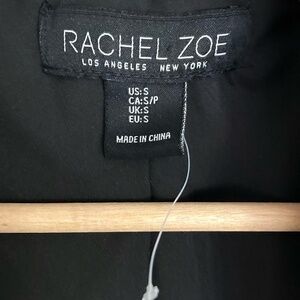 RACHEL ZOE
LOS ANGELES NEW YORK
US:S
CA:S/P
UK:S
EU:S
MADE IN CHINA